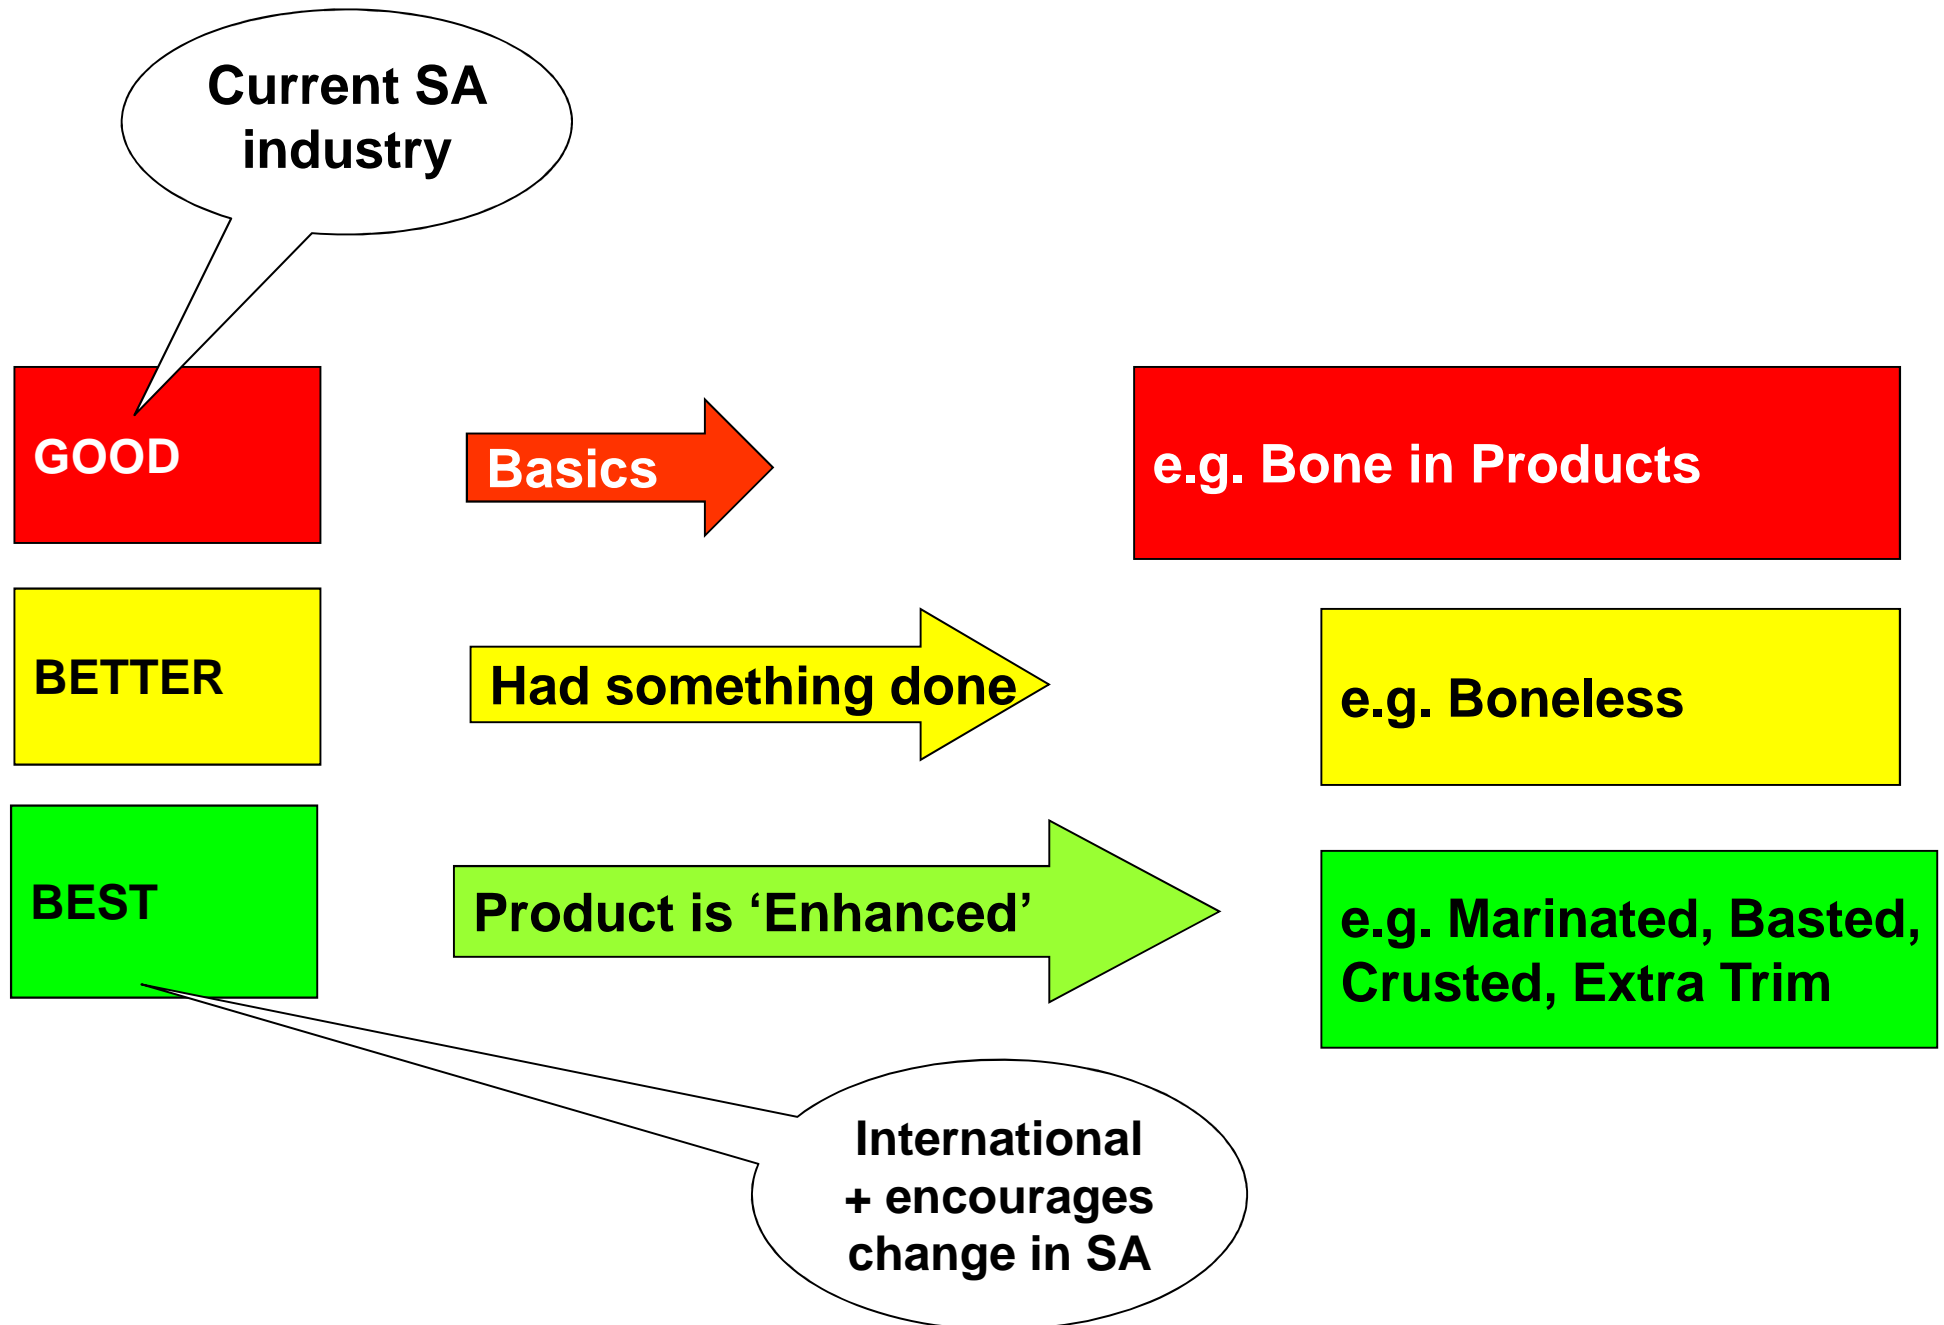 Current SA
industry
GOOD
Basics
e.g. Bone in Products
BETTER
Had something done
e.g. Boneless
BEST
Product is ‘Enhanced’
e.g. Marinated, Basted,
Crusted, Extra Trim
International
+ encourages
change in SA